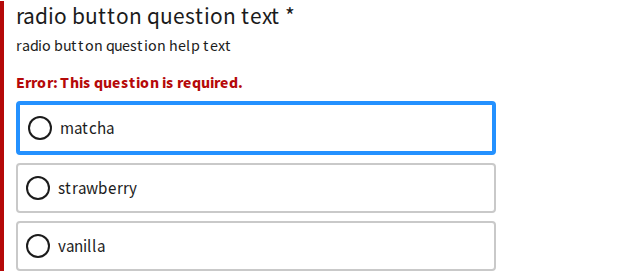 radio button question text *
radio button question help text
Error: This question is required.
matcha
strawberry
vanilla